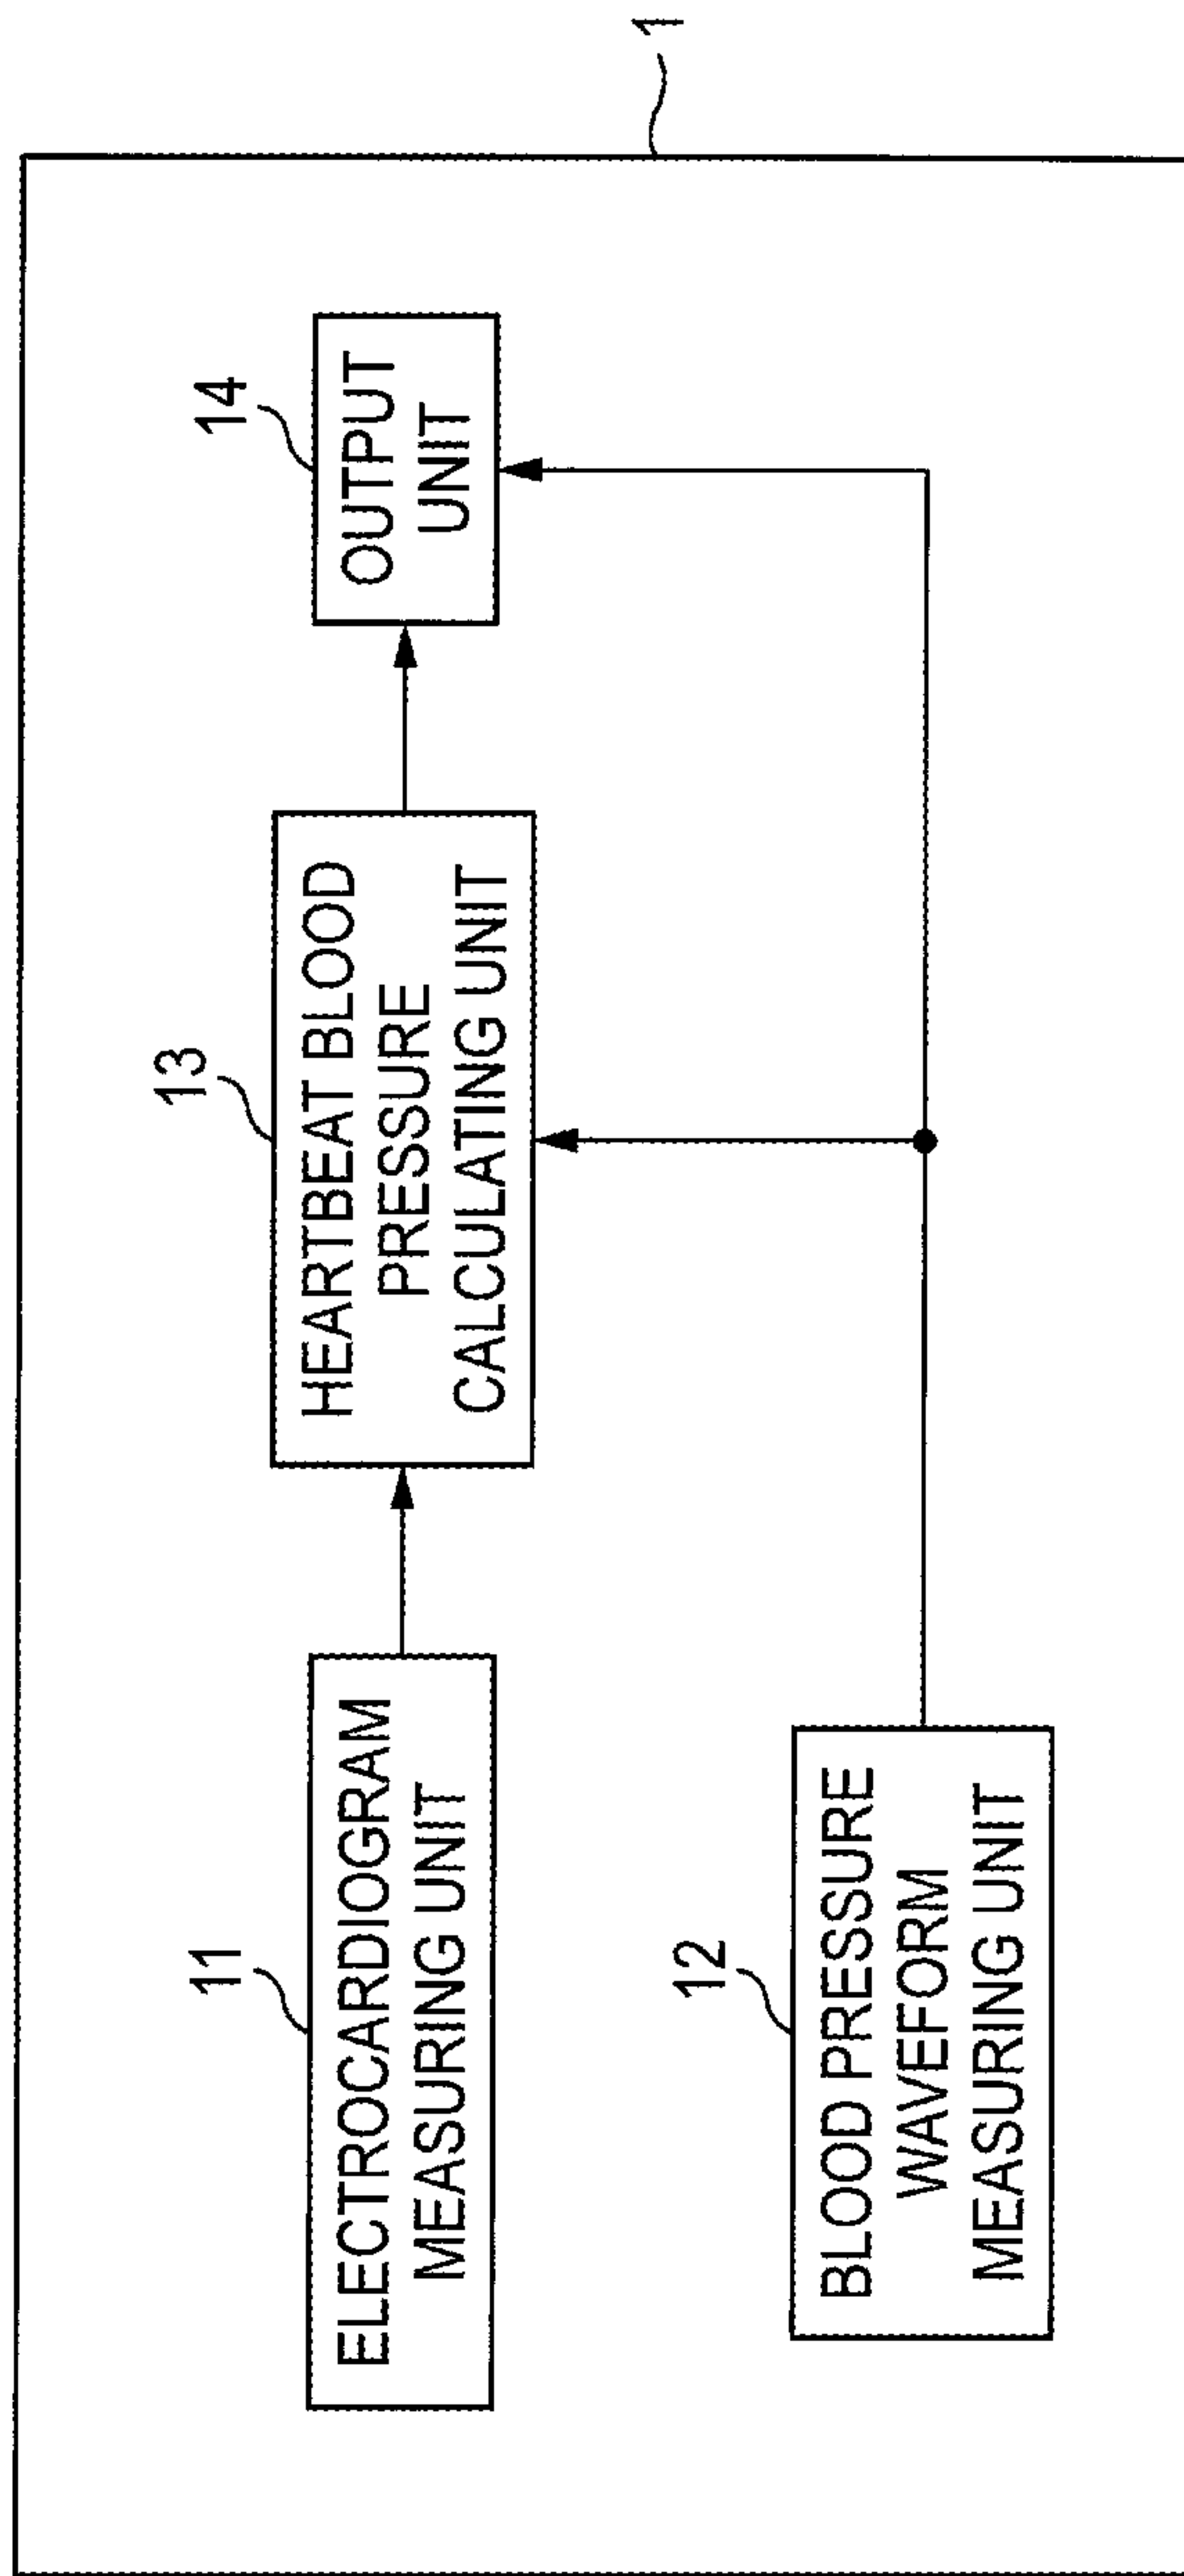 1
11
ELECTROCARDIOGRAM
MEASURING UNIT
13
HEARTBEAT BLOOD
PRESSURE
CALCULATING UNIT
14
OUTPUT
UNIT
12
BLOOD PRESSURE
WAVEFORM
MEASURING UNIT